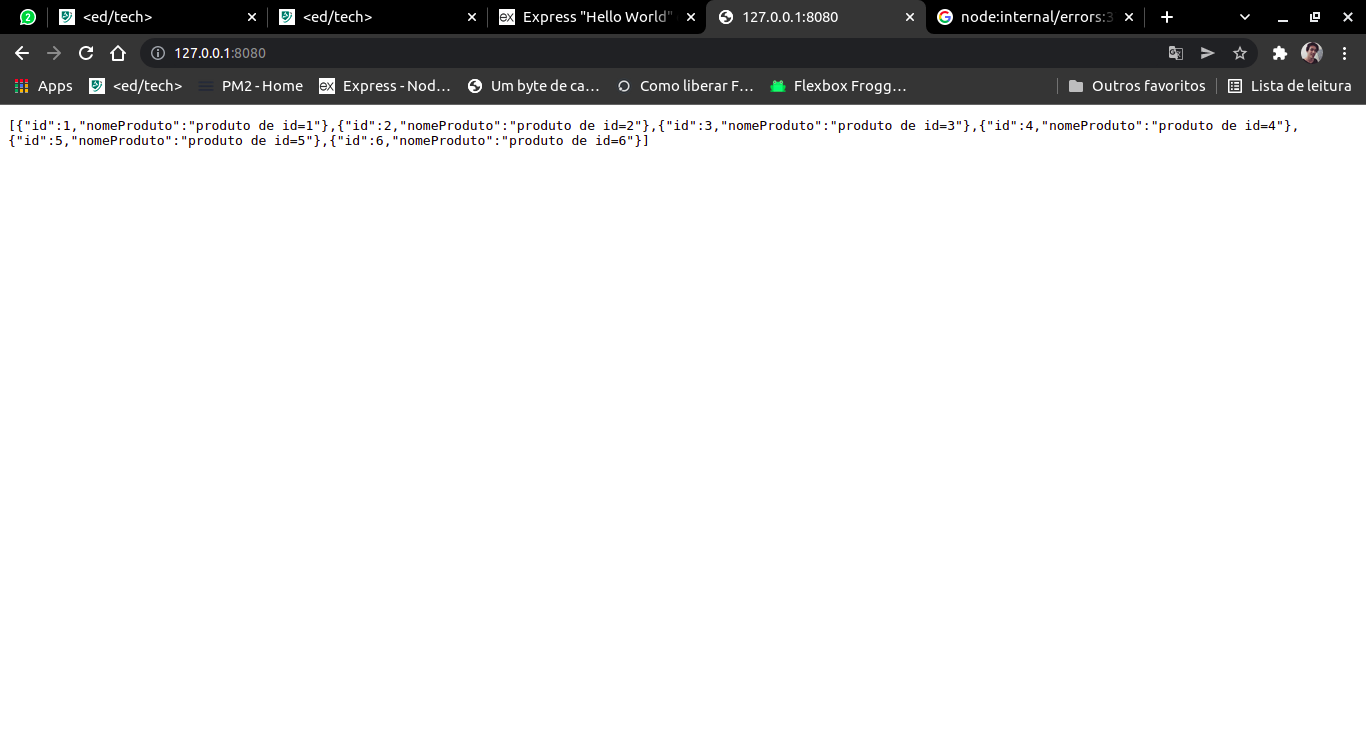 2 <ed/tech> <ed/tech> Express "Hello World" 127.0.0.1:8080 node:internal/errors:3
127.0.0.1:8080
Apps <ed/tech> PM2 - Home ex Express - Nod... Um byte de ca... Como liberar F... Flexbox Frogg... Outros favoritos Lista de leitura
[{"id":1,"nomeProduto":"produto de id=1"},{"id":2,"nomeProduto":"produto de id=2"},{"id":3,"nomeProduto":"produto de id=3"},{"id":4,"nomeProduto":"produto de id=4"},
{"id":5,"nomeProduto":"produto de id=5"},{"id":6,"nomeProduto":"produto de id=6"}]